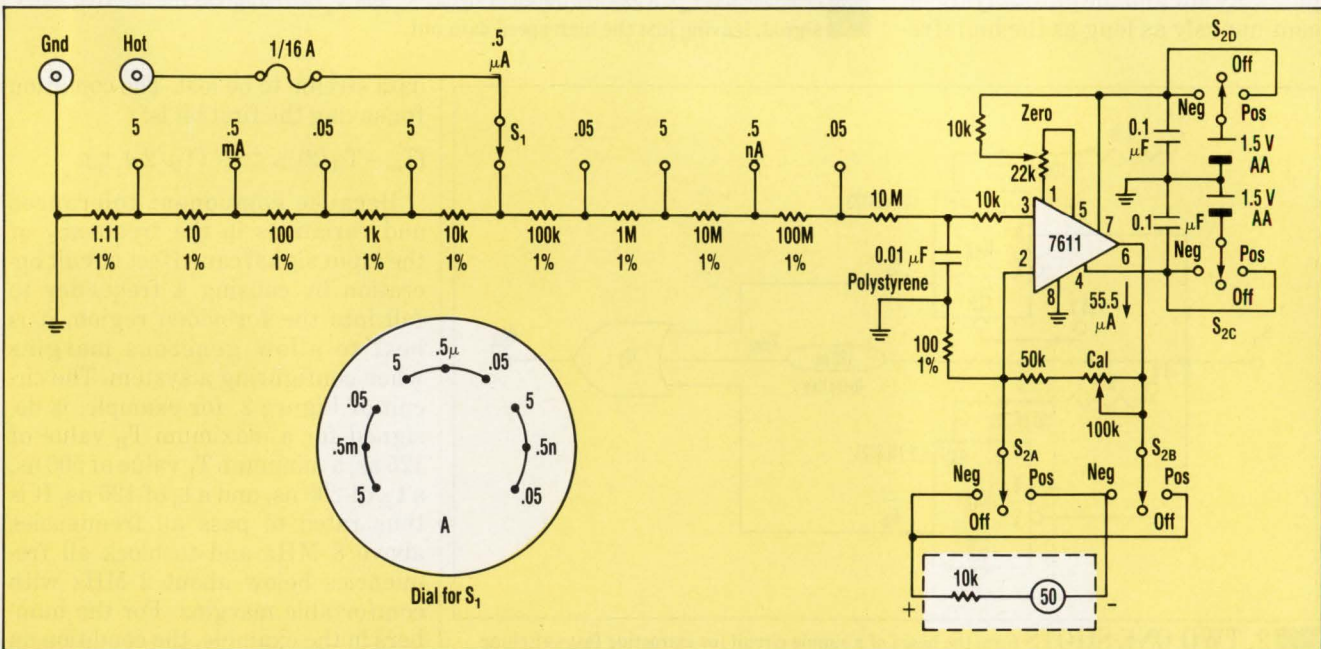 Gnd
Hot
1/16 A
.5
μA
S1
5
.5
mA
.05
5
.05
5
.5
nA
.05
1.11
10
100
1k
10k
100k
1M
10M
100M
10 M
1%
1%
1%
1%
1%
1%
1%
1%
1%
0.01 μF
Polystyrene
10k
100
1%
10k
Zero
22k
1
3
2
7611
5
7
6
4
8
55.5
μA
50k
Cal
100k
0.1
μF
0.1
μF
S2D
Off
Neg
Pos
1.5 V
AA
1.5 V
AA
Neg
Pos
Off
S2C
S2A
S2B
Neg
Pos
Off
Neg
Pos
Off
+
10k
50
−
5
.5μ
.05
.05
.5m
5
5
.5n
.05
A
Dial for S1